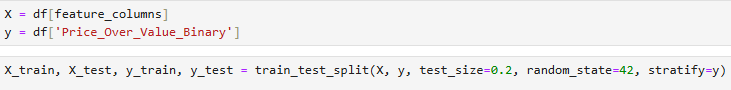 X = df[feature_columns]
y = df['Price_Over_Value_Binary']
X_train, X_test, y_train, y_test = train_test_split(X, y, test_size=0.2, random_state=42, stratify=y)